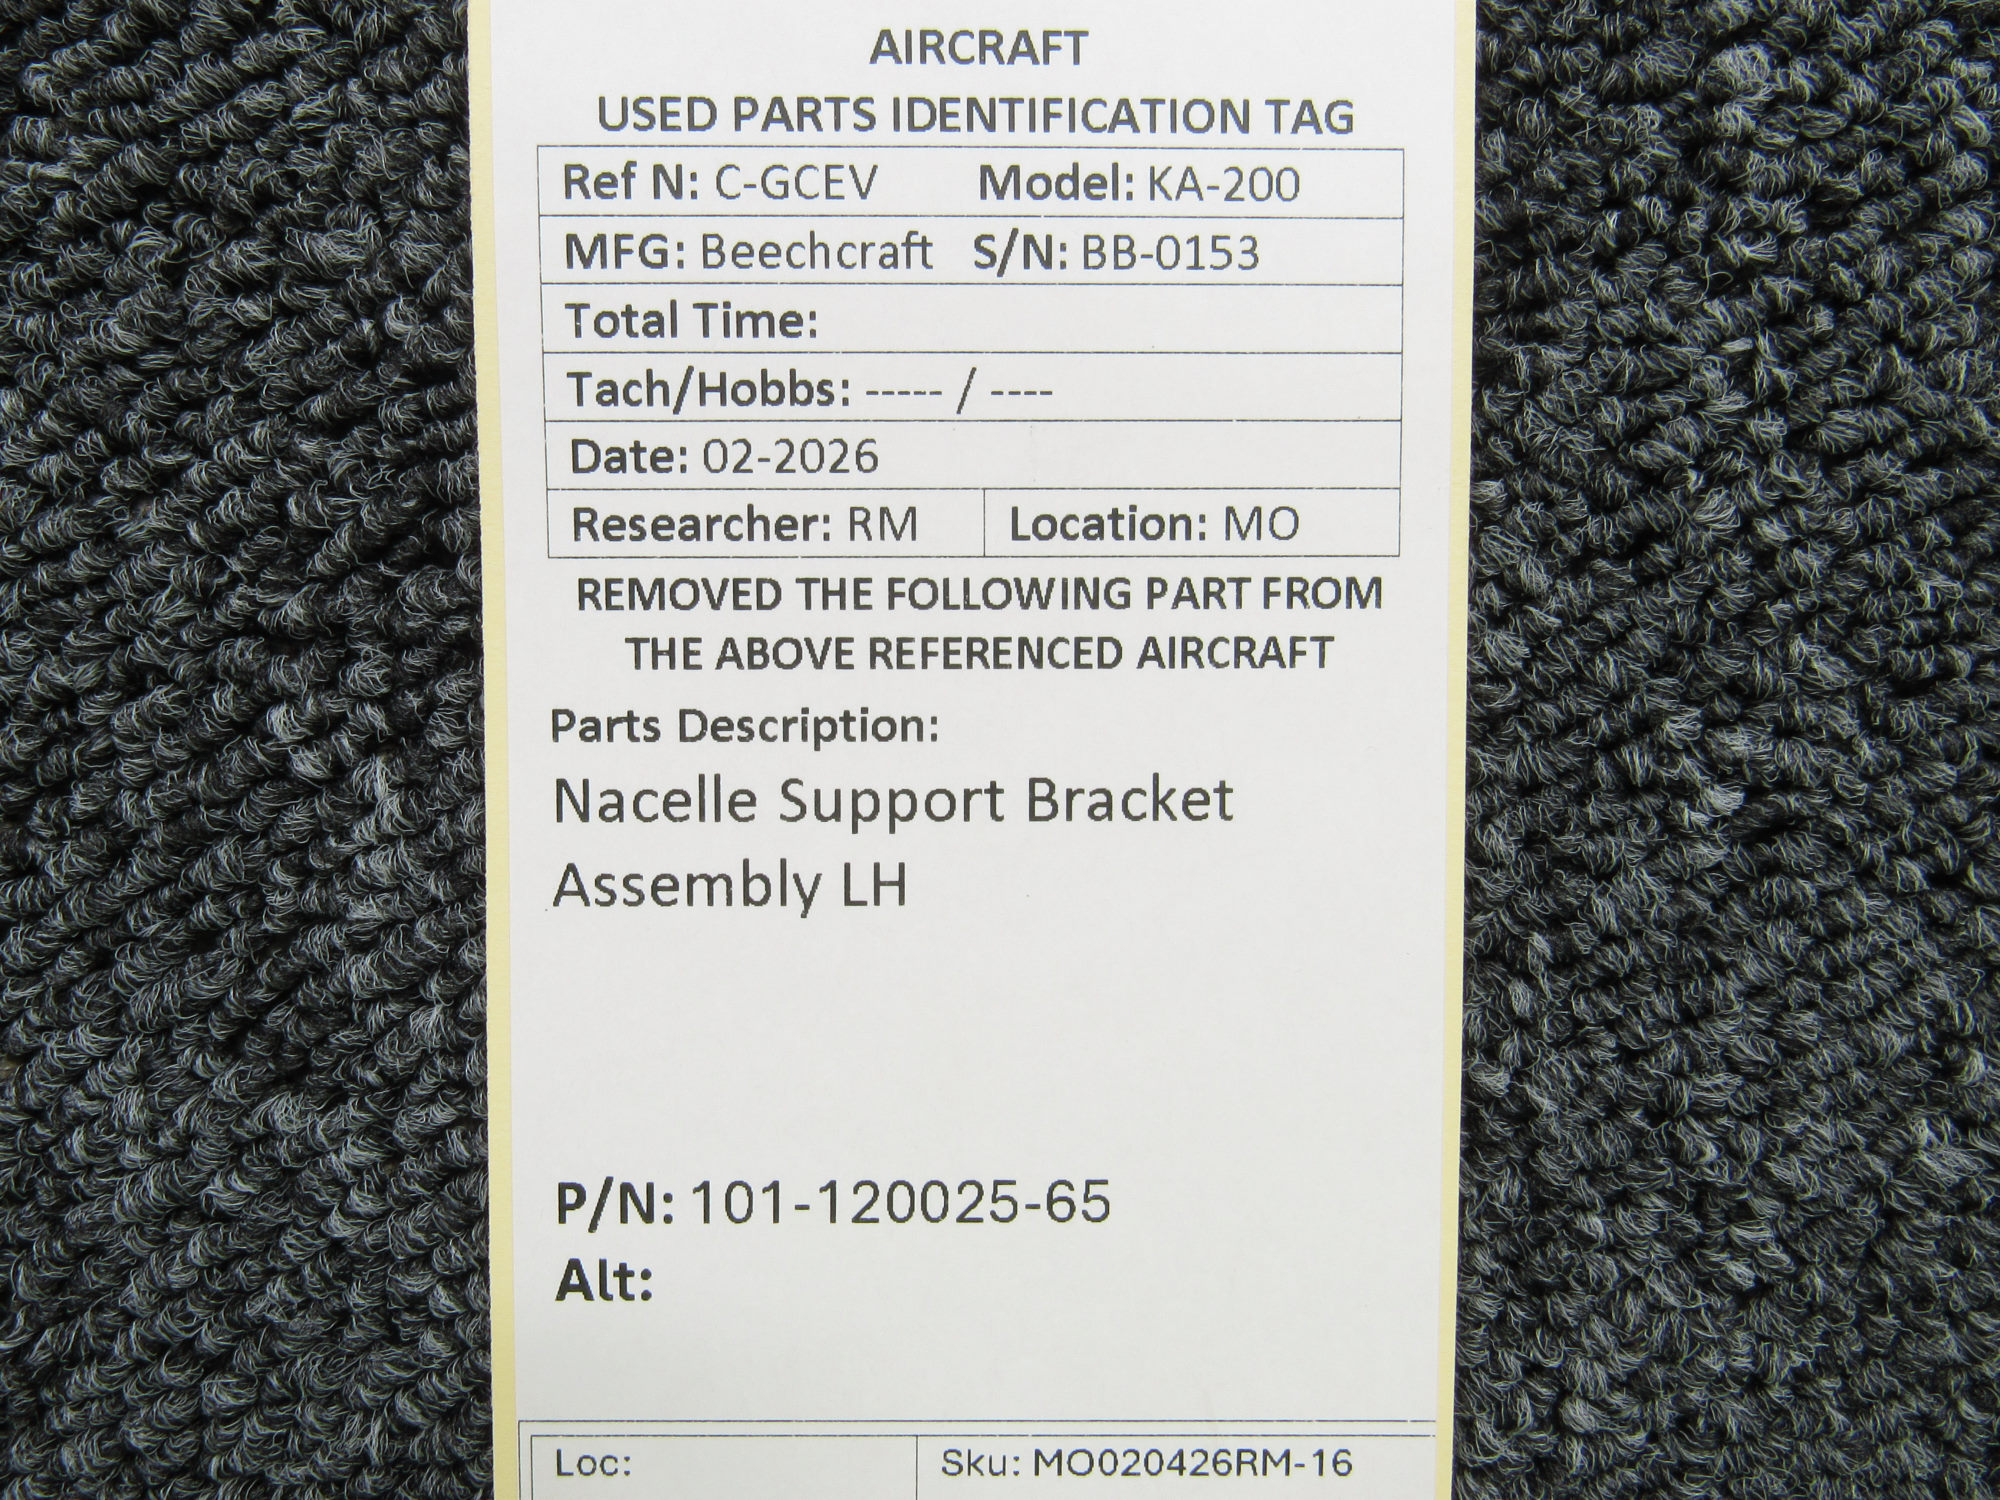 AIRCRAFT
USED PARTS IDENTIFICATION TAG
Ref N: C-GCEV Model: KA-200
MFG: Beechcraft S/N: BB-0153
Total Time:
Tach/Hobbs: ----- / ----
Date: 02-2026
Researcher: RM Location: MO
REMOVED THE FOLLOWING PART FROM
THE ABOVE REFERENCED AIRCRAFT
Parts Description:
Nacelle Support Bracket
Assembly LH
P/N: 101-120025-65
Alt:
Loc: Sku: MO020426RM-16